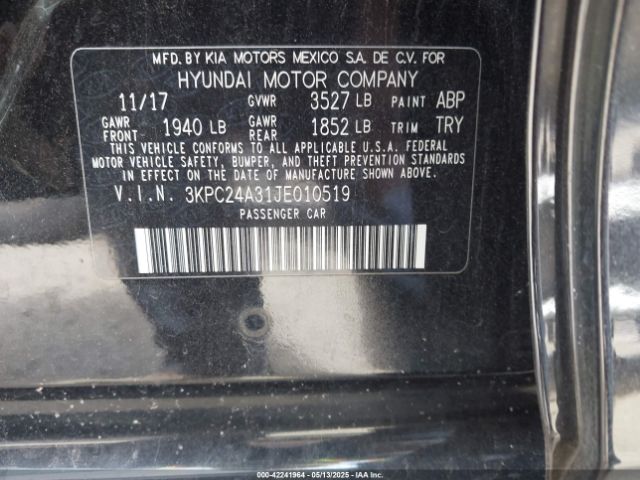 MFD. BY KIA MOTORS MEXICO S.A. DE C.V. FOR
HYUNDAI MOTOR COMPANY
11/17 GVWR 3527 LB PAINT ABP
GAWR FRONT 1940 LB GAWR REAR 1852 LB TRIM TRY
THIS VEHICLE CONFORMS TO ALL APPLICABLE U.S.A. FEDERAL
MOTOR VEHICLE SAFETY, BUMPER, AND THEFT PREVENTION STANDARDS
IN EFFECT ON THE DATE OF MANUFACTURE SHOWN ABOVE.
V.I.N. 3KPC24A31JE010519
PASSENGER CAR
000-42241964 - 05/13/2025 - IAAI.COM